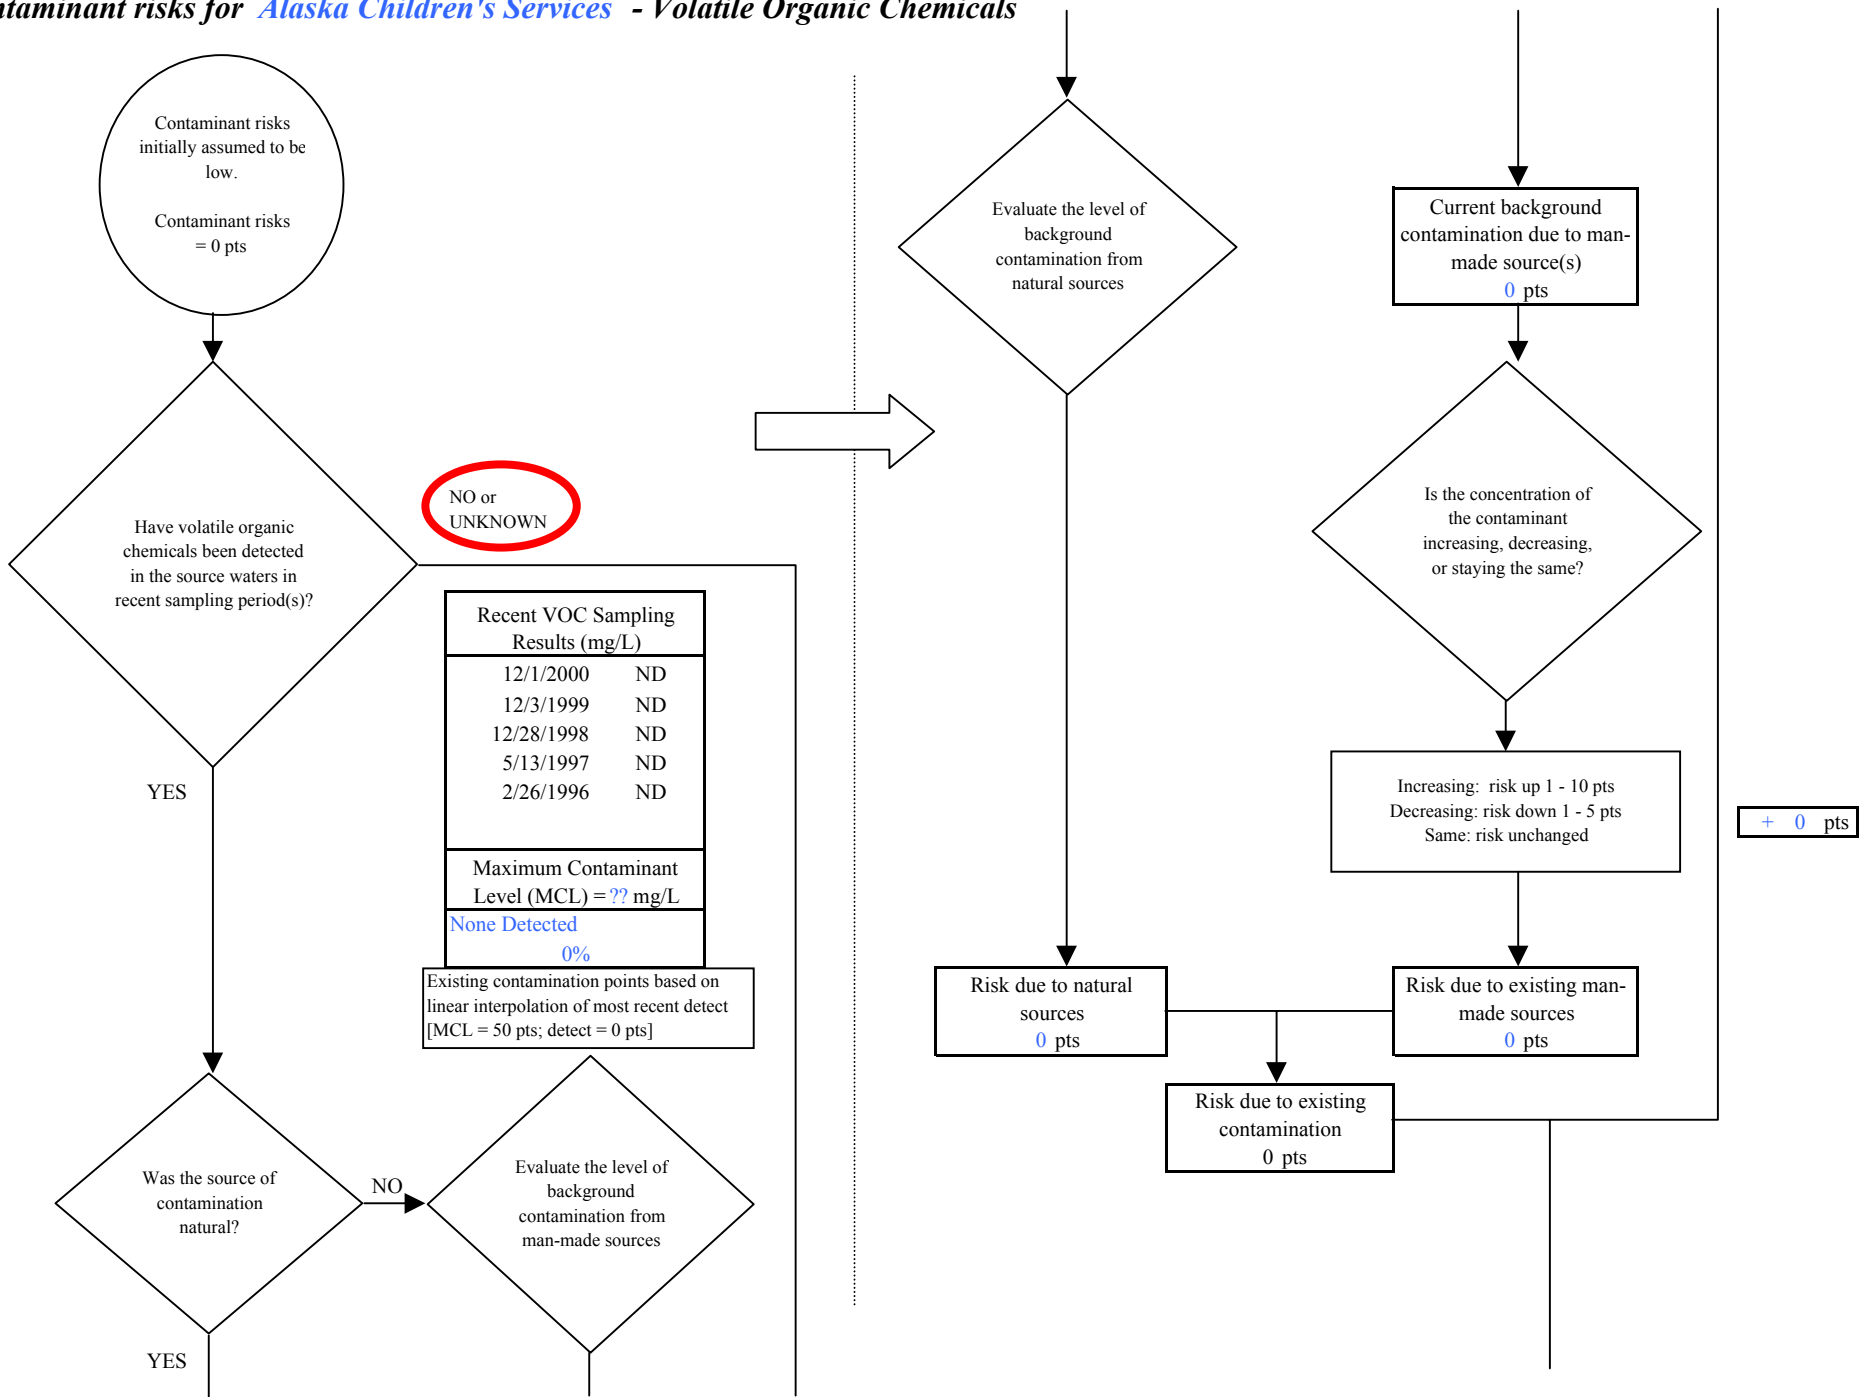 ntaminant risks for Alaska Children's Services - Volatile Organic Chemicals
Contaminant risks
initially assumed to be
low.
Contaminant risks
= 0 pts
Have volatile organic
chemicals been detected
in the source waters in
recent sampling period(s)?
NO or
UNKNOWN
YES
Recent VOC Sampling
Results (mg/L)
12/1/2000 ND
12/3/1999 ND
12/28/1998 ND
5/13/1997 ND
2/26/1996 ND
Maximum Contaminant
Level (MCL) = ?? mg/L
None Detected
0%
Existing contamination points based on
linear interpolation of most recent detect
[MCL = 50 pts; detect = 0 pts]
Was the source of
contamination
natural?
NO
YES
Evaluate the level of
background
contamination from
man-made sources
Evaluate the level of
background
contamination from
natural sources
Current background
contamination due to man-
made source(s)
0 pts
Is the concentration of
the contaminant
increasing, decreasing,
or staying the same?
Increasing: risk up 1 - 10 pts
Decreasing: risk down 1 - 5 pts
Same: risk unchanged
+ 0 pts
Risk due to natural
sources
0 pts
Risk due to existing man-
made sources
0 pts
Risk due to existing
contamination
0 pts